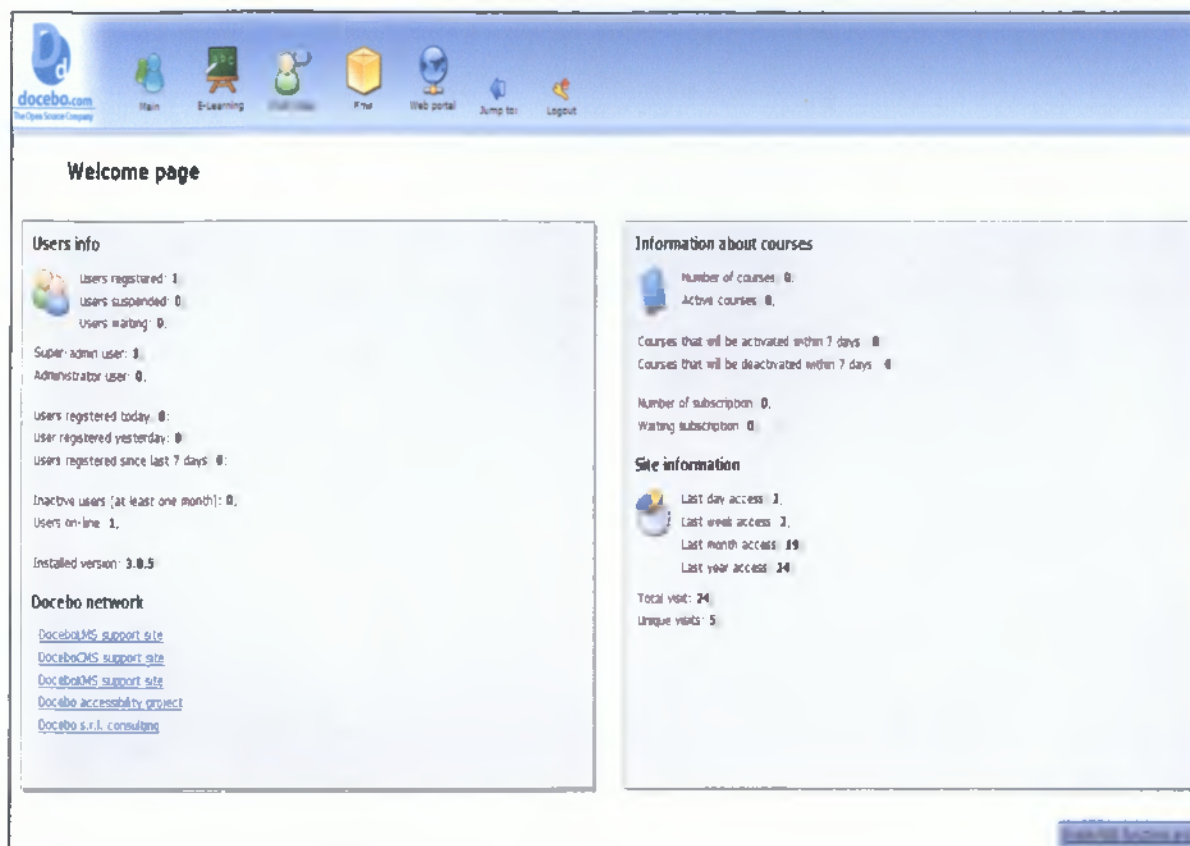 Dd
docebo.com
The Open Source Company
Main
E-Learning
Web portal
Jump to:
Logout
Welcome page
Users info
Users registered: 1
Users suspended: 0,
Users waiting: 0,
Super-admin user: 1,
Administrator user: 0,
Users registered today: 0;
User registered yesterday: 0
Users registered since last 7 days: 0;
Inactive users (at least one month): 0,
Users on-line: 1,
Installed version: 3.0.5
Docebo network
DoceboLMS support site
DoceboCMS support site
DoceboKMS support site
Docebo accessibility project
Docebo s.r.l. consulting
Information about courses
Number of courses: 0,
Active courses: 0,
Courses that will be activated within 7 days:
Courses that will be deactivated within 7 days:
Number of subscription: 0,
Waiting subscription: 0
Site information
Last day access:
Last week access:
Last month access: 19
Last year access: 24
Total visit: 24
Unique visits: 5